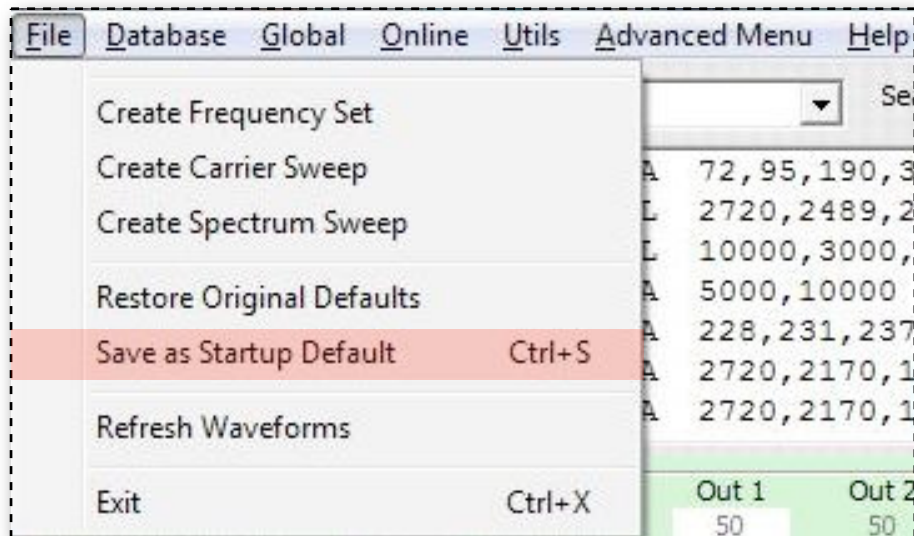 File Database Global Online Utils Advanced Menu Help
Create Frequency Set
Create Carrier Sweep
Create Spectrum Sweep
Restore Original Defaults
Save as Startup Default Ctrl+S
Refresh Waveforms
Exit Ctrl+X
A 72,95,190,3
L 2720,2489,2
L 10000,3000,
A 5000,10000
A 228,231,237
A 2720,2170,1
A 2720,2170,1
Out 1 Out 2
50 50